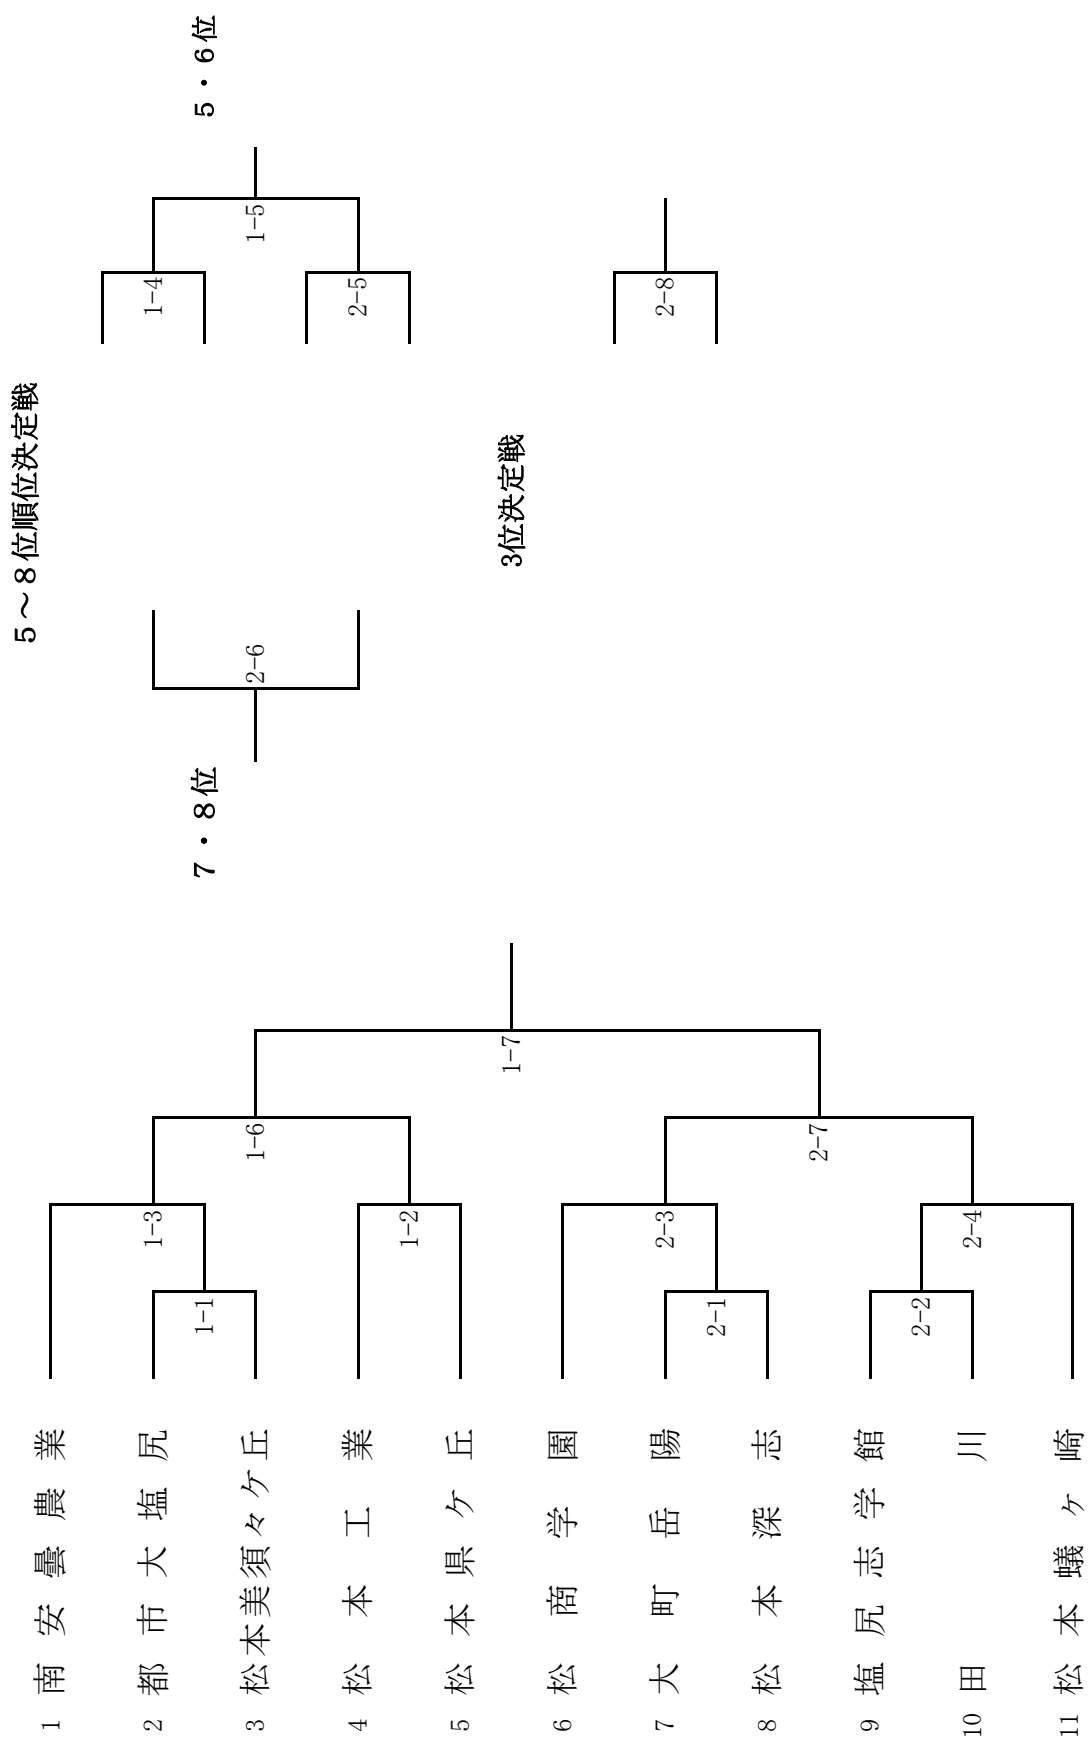 5～8位順位決定戦
5・6位
1-5
1-4
2-5
2-6
7・8位
3位決定戦
2-8
1-7
1-6
2-7
1-3
1-2
2-3
2-4
1-1
2-1
2-2
1 南安曇農業
2 都市大塩尻
3 松本美須々ケ丘
4 松本工業
5 松本県ケ丘
6 松商学園
7 大町岳陽
8 松本深志
9 塩尻志学館
10 田川
11 松本蟻ヶ崎